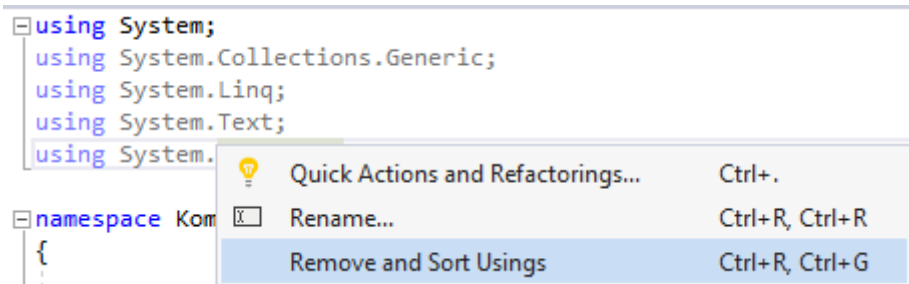 using System;
using System.Collections.Generic;
using System.Linq;
using System.Text;
using System.
Quick Actions and Refactorings... Ctrl+.
namespace Kom
Rename... Ctrl+R, Ctrl+R
{
Remove and Sort Usings Ctrl+R, Ctrl+G